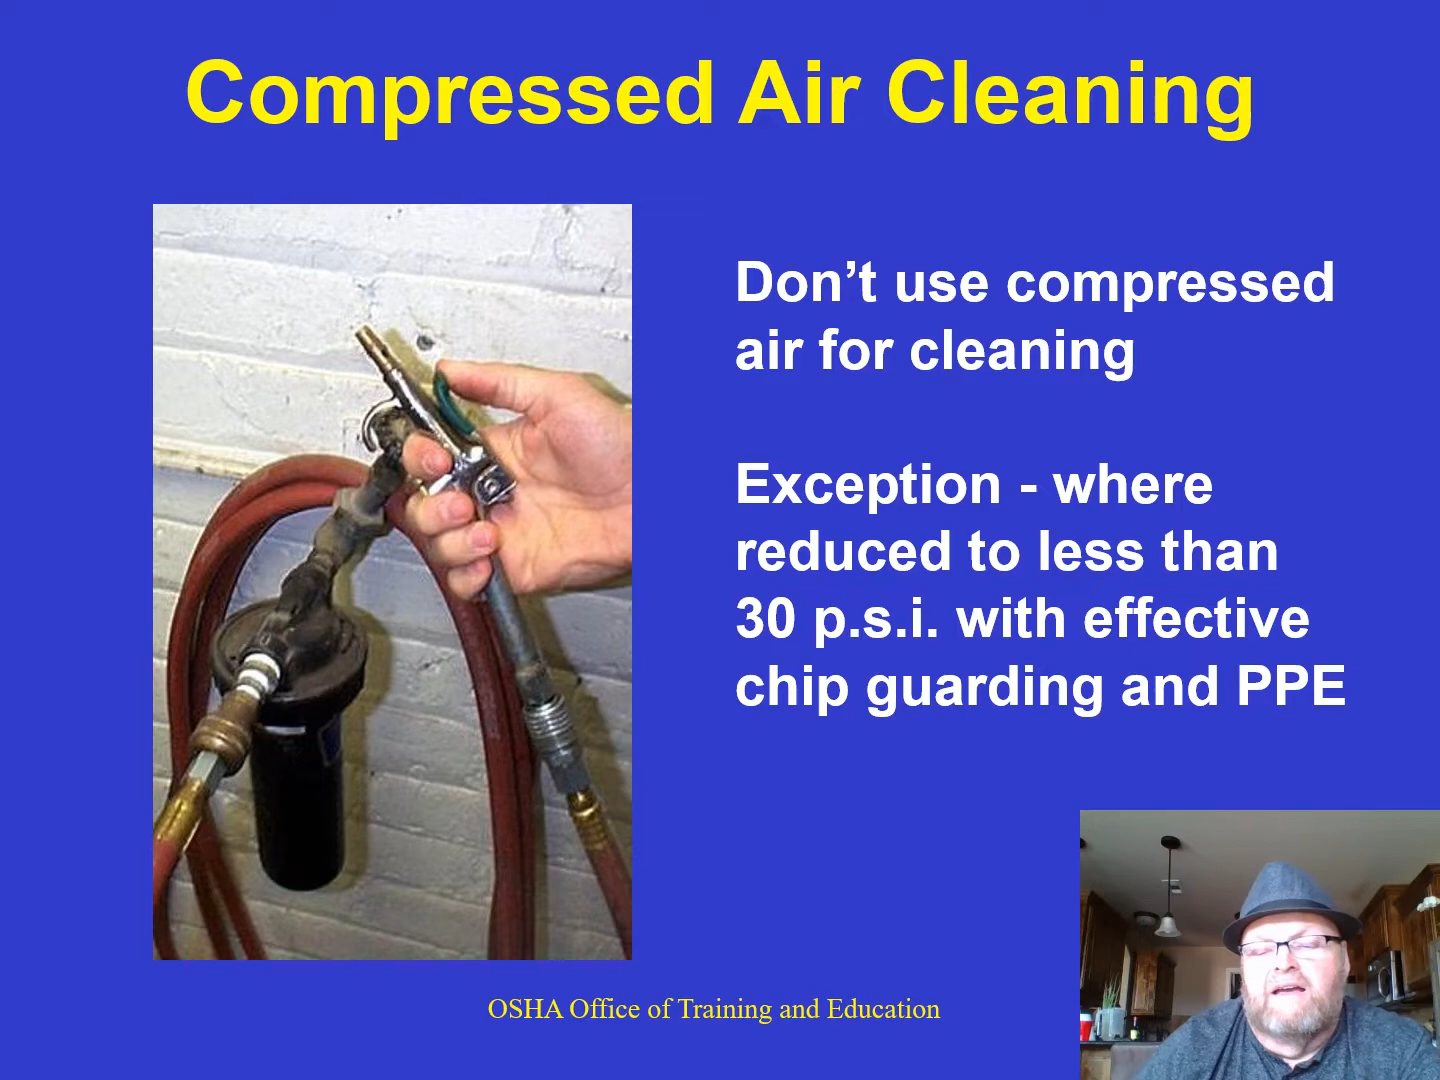 Compressed Air Cleaning
Don’t use compressed
air for cleaning
Exception - where
reduced to less than
30 p.s.i. with effective
chip guarding and PPE
OSHA Office of Training and Education